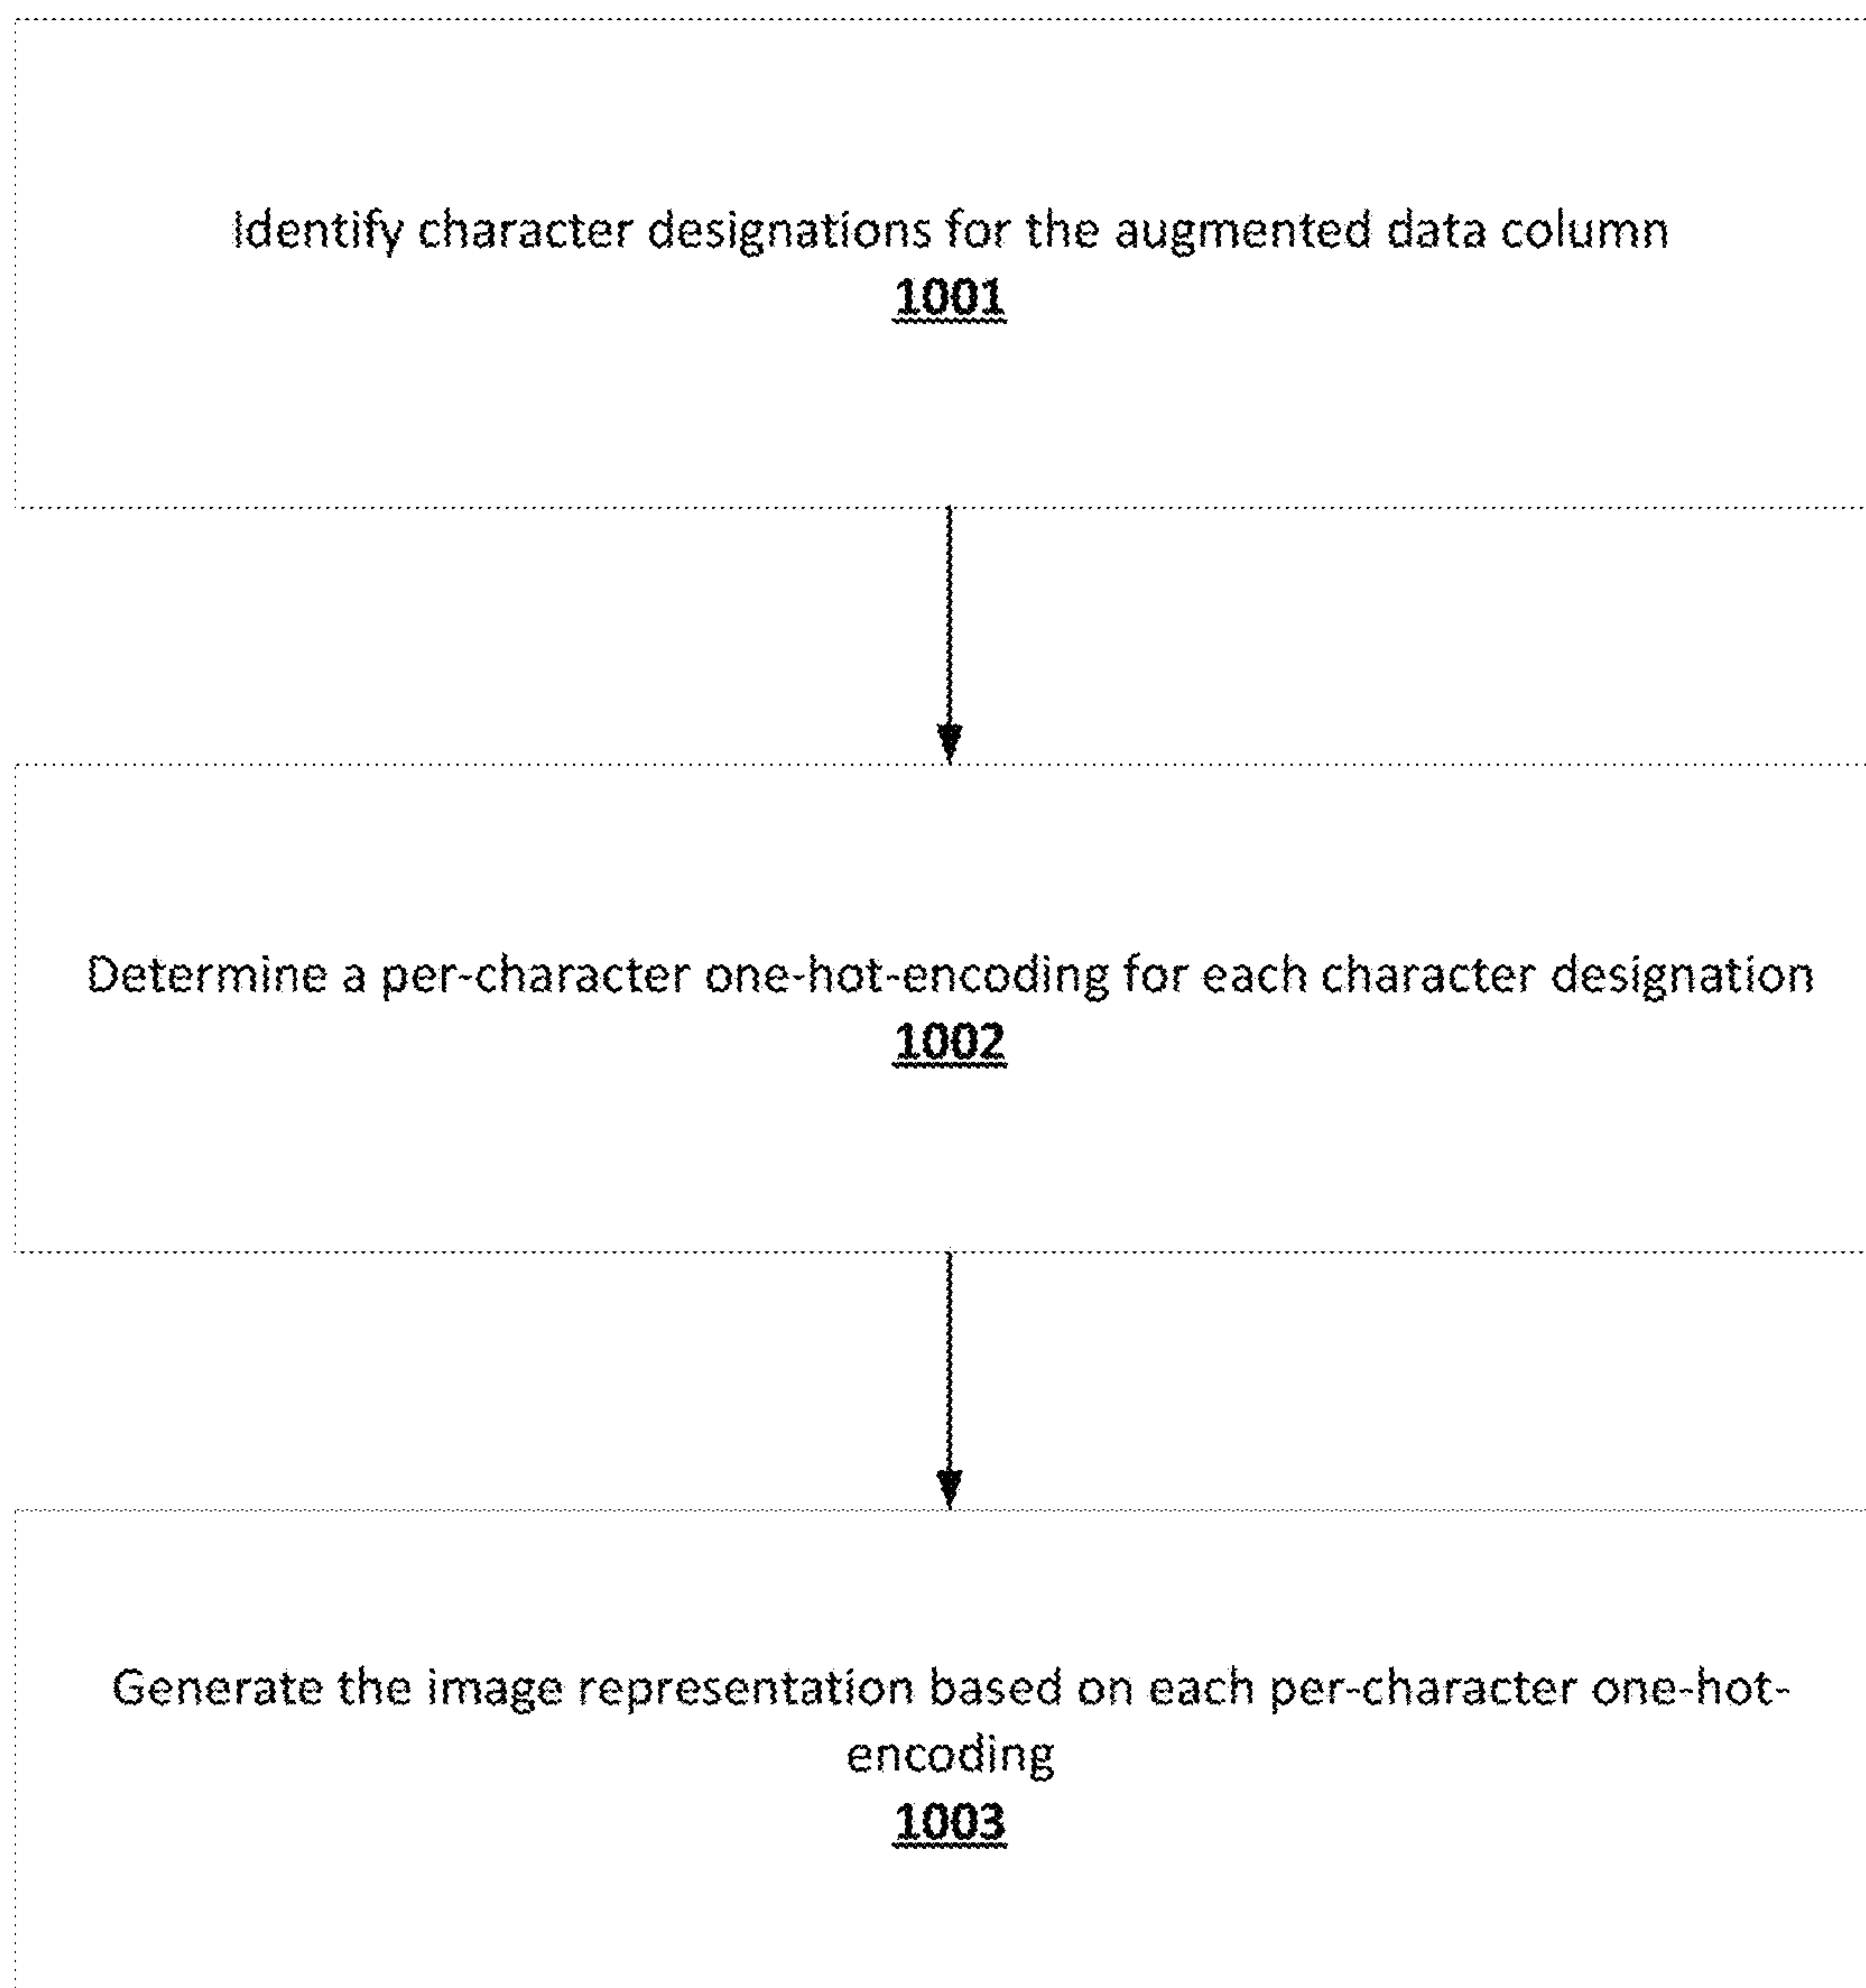 Identify character designations for the augmented data column
1001
Determine a per-character one-hot-encoding for each character designation
1002
Generate the image representation based on each per-character one-hot-
encoding
1003